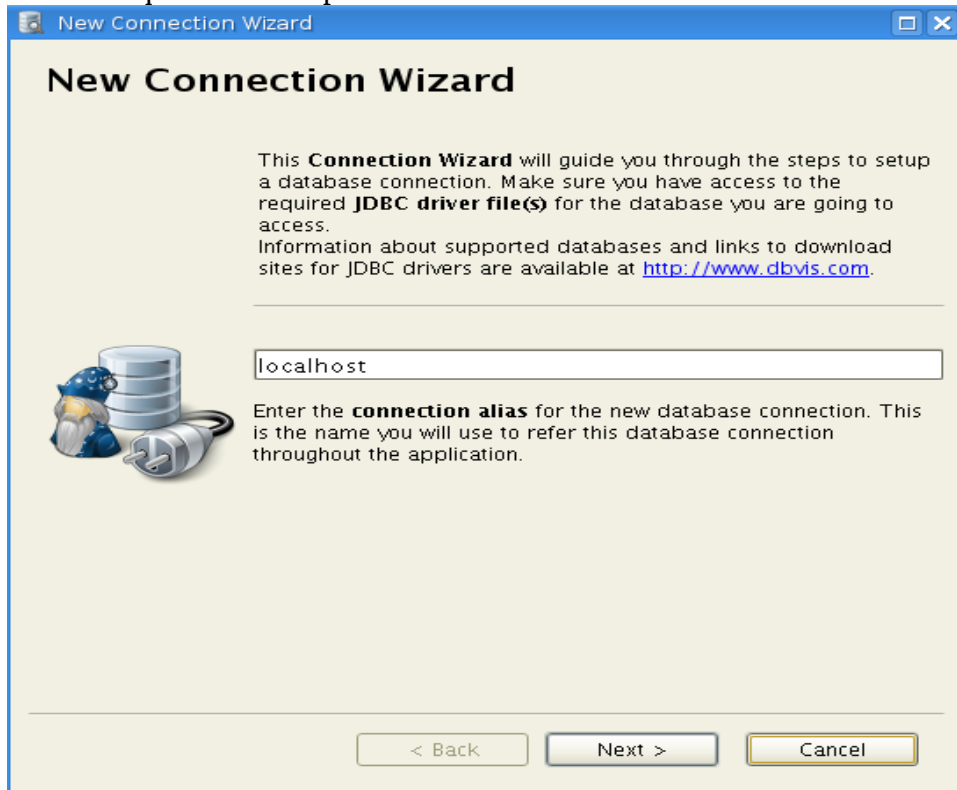 New Connection Wizard
New Connection Wizard
This Connection Wizard will guide you through the steps to setup
a database connection. Make sure you have access to the
required JDBC driver file(s) for the database you are going to
access.
Information about supported databases and links to download
sites for JDBC drivers are available at http://www.dbvis.com.
localhost
Enter the connection alias for the new database connection. This
is the name you will use to refer this database connection
throughout the application.
< Back
Next >
Cancel